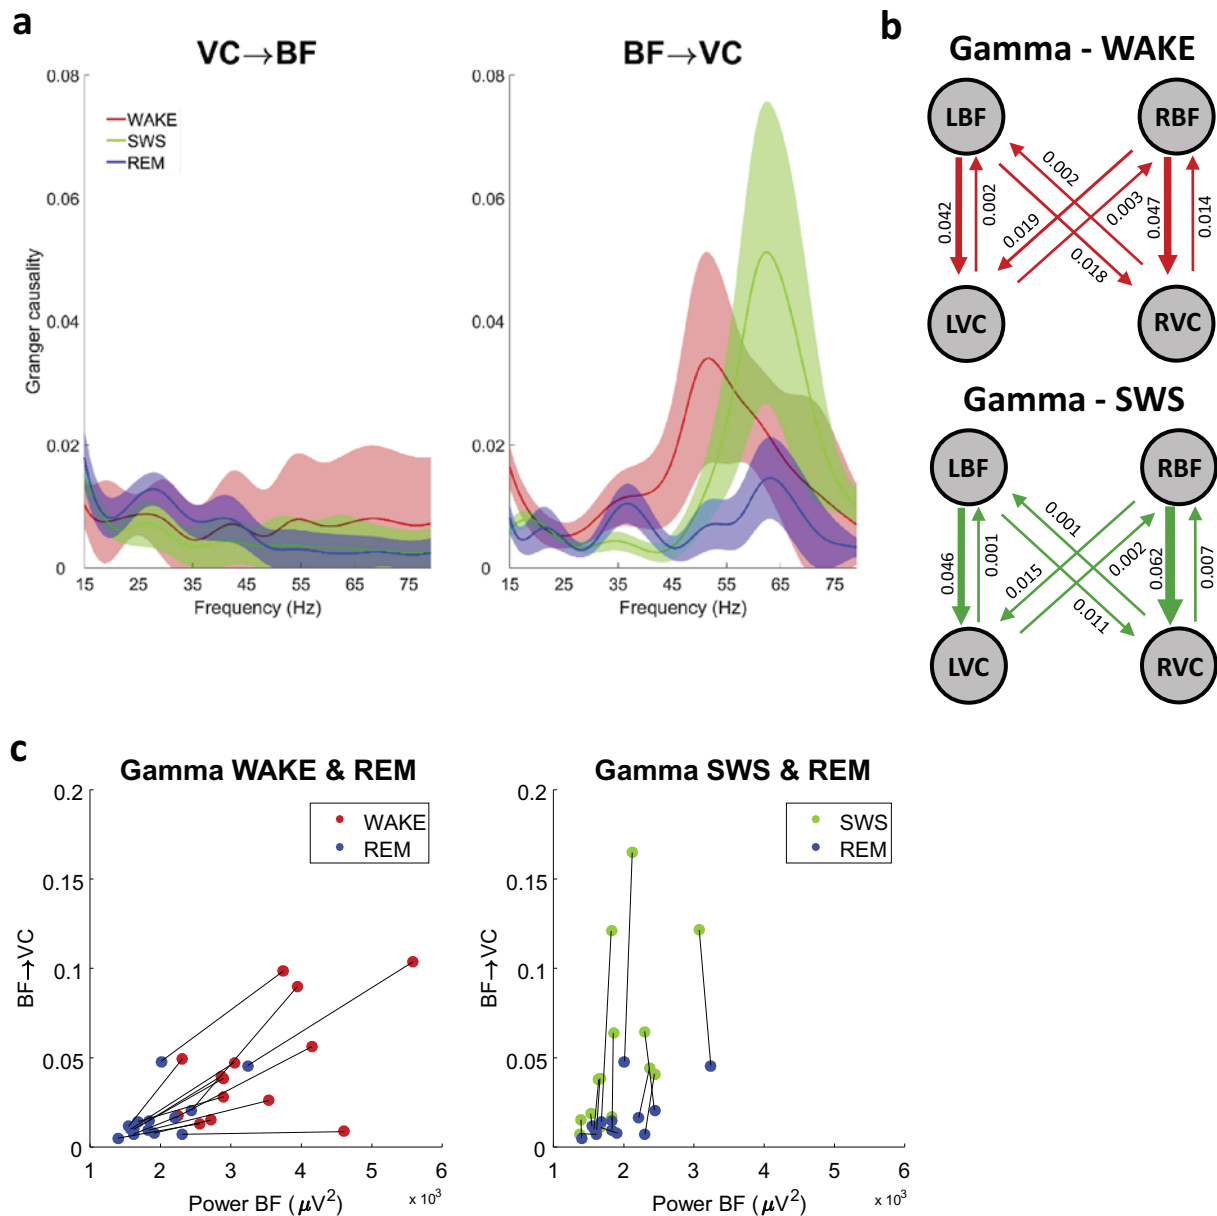 a
VC→BF
BF→VC
0.08
0.06
0.04
0.02
0
Granger causality
WAKE
SWS
REM
15 25 35 45 55 65 75
Frequency (Hz)
0.08
0.06
0.04
0.02
0
15 25 35 45 55 65 75
Frequency (Hz)
b
Gamma - WAKE
LBF
RBF
0.042
0.002
0.002
0.019
0.003
0.018
0.047
0.014
LVC
RVC
Gamma - SWS
LBF
RBF
0.046
0.001
0.001
0.015
0.002
0.011
0.062
0.007
LVC
RVC
c
Gamma WAKE & REM
0.2
0.15
0.1
0.05
0
BF→VC
WAKE
REM
1 2 3 4 5 6
Power BF (µV²)
x 10³
Gamma SWS & REM
0.2
0.15
0.1
0.05
0
BF→VC
SWS
REM
1 2 3 4 5 6
Power BF (µV²)
x 10³